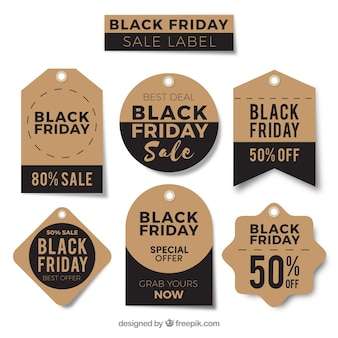 BLACK FRIDAY
SALE LABEL
BLACK
FRIDAY
80% SALE
BEST DEAL
BLACK
FRIDAY
Sale
BLACK
FRIDAY
50% OFF
50% SALE
BLACK
FRIDAY
BEST OFFER
BLACK
FRIDAY
SPECIAL
OFFER
GRAB YOURS
NOW
BLACK
FRIDAY
50% OFF
designed by freepik.com